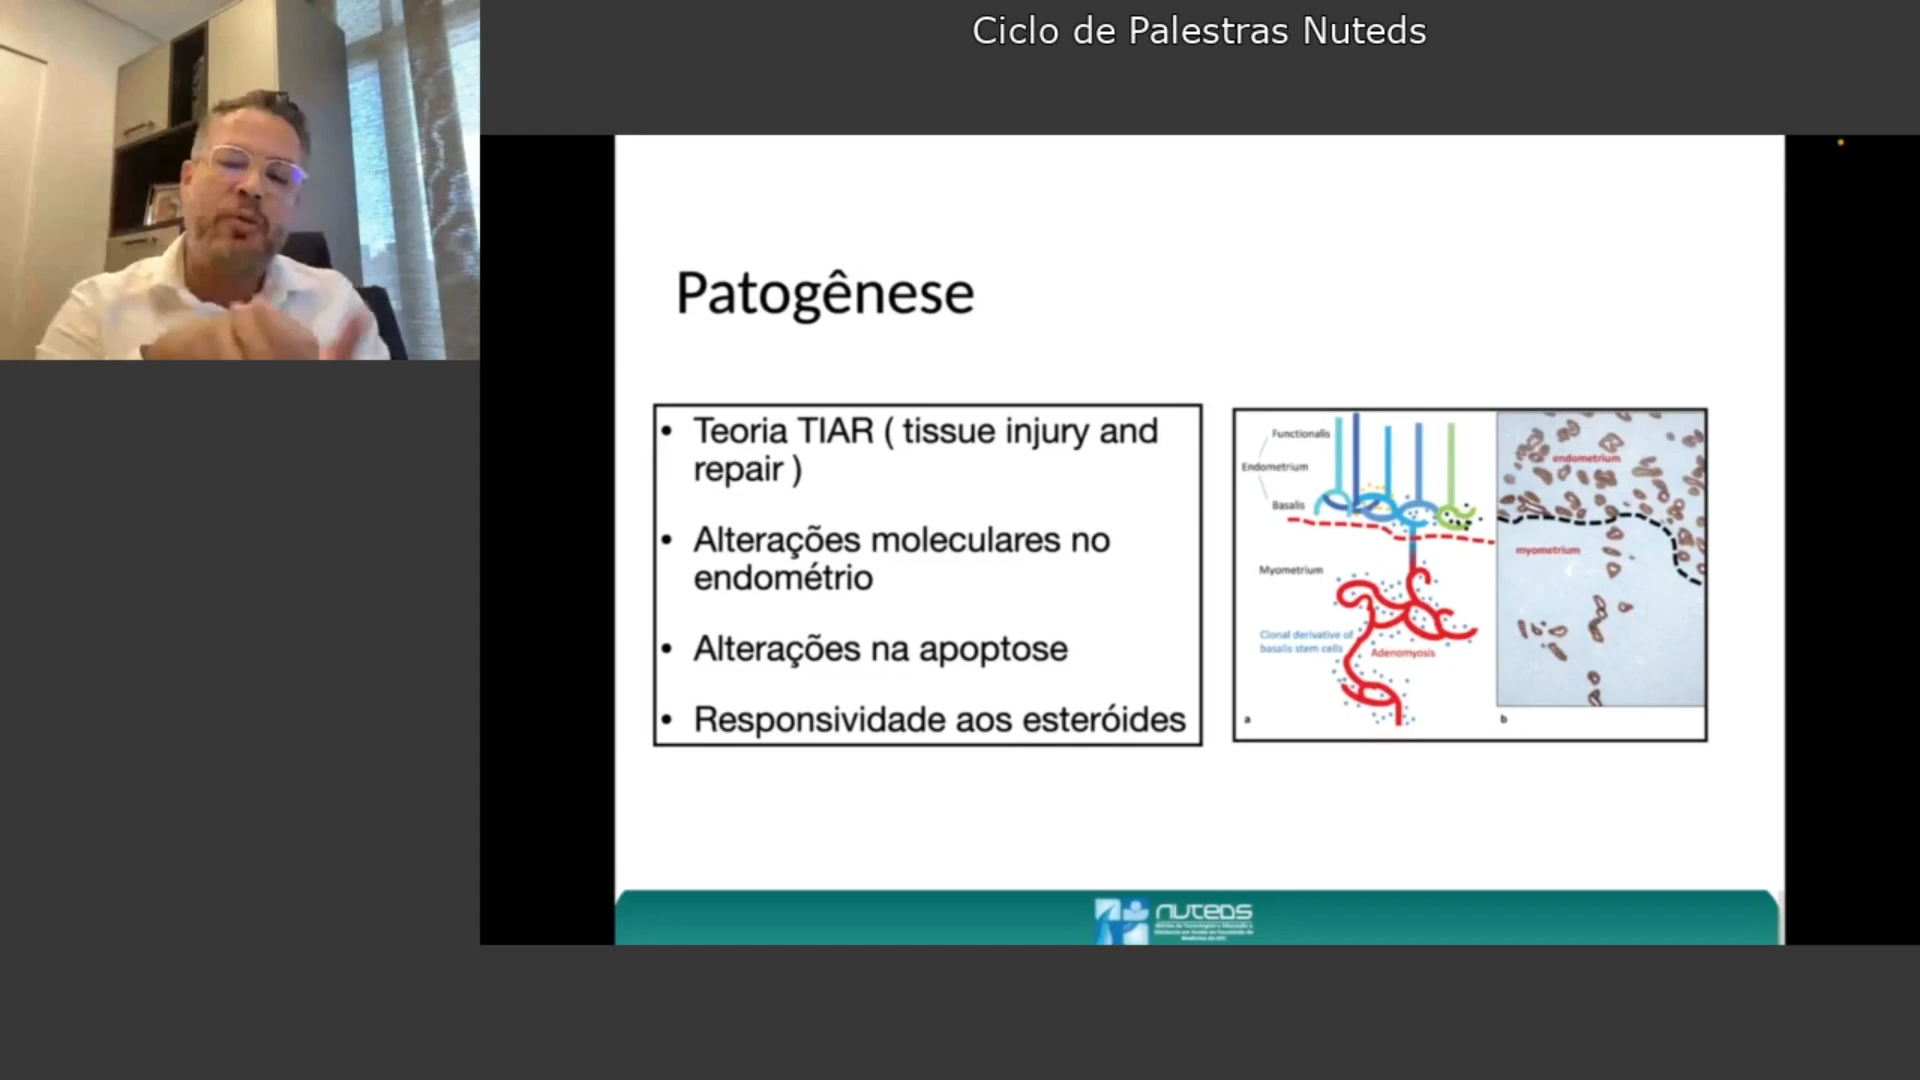 Ciclo de Palestras Nuteds
Patogênese
• Teoria TIAR ( tissue injury and
repair )
• Alterações moleculares no
endométrio
• Alterações na apoptose
• Responsividade aos esteróides
Functionalis
Endometrium
Basalis
Myometrium
Clonal derivative of
basalis stem cells
Adenomyosis
a
endometrium
myometrium
b
nuteds